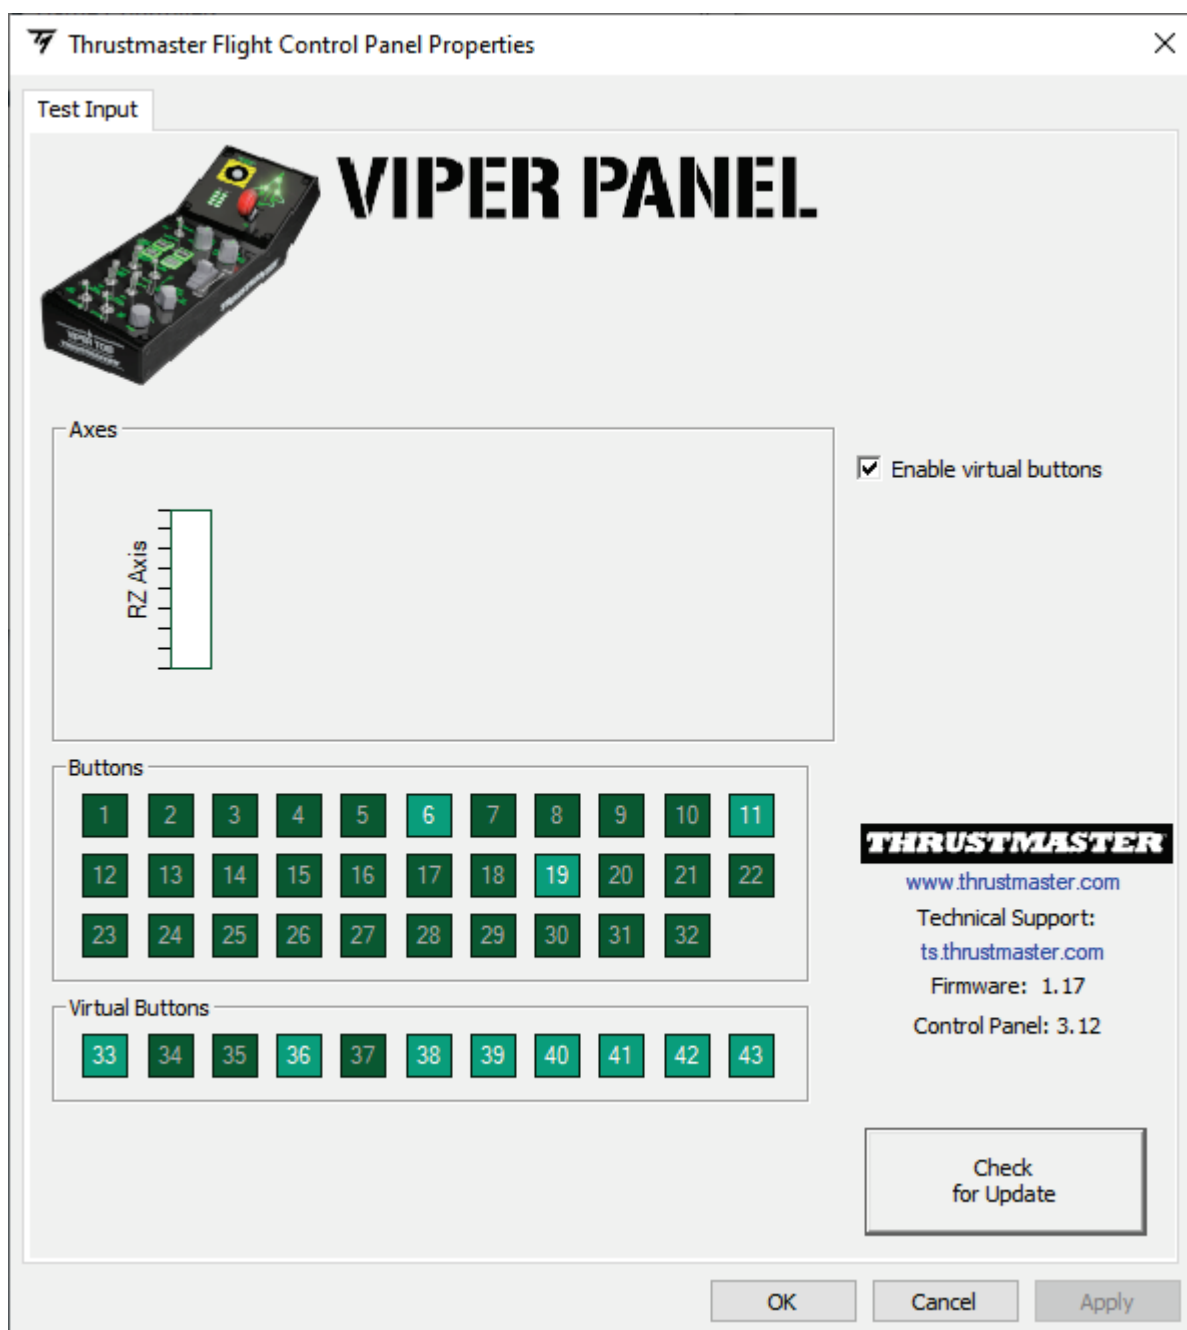 Thrustmaster Flight Control Panel Properties
Test Input
VIPER PANEL
THRUSTMASTER
VIPER TQS
Axes
RZ Axis
Enable virtual buttons
Buttons
1 2 3 4 5 6 7 8 9 10 11
12 13 14 15 16 17 18 19 20 21 22
23 24 25 26 27 28 29 30 31 32
Virtual Buttons
33 34 35 36 37 38 39 40 41 42 43
THRUSTMASTER
www.thrustmaster.com
Technical Support:
ts.thrustmaster.com
Firmware: 1.17
Control Panel: 3.12
Check
for Update
OK
Cancel
Apply